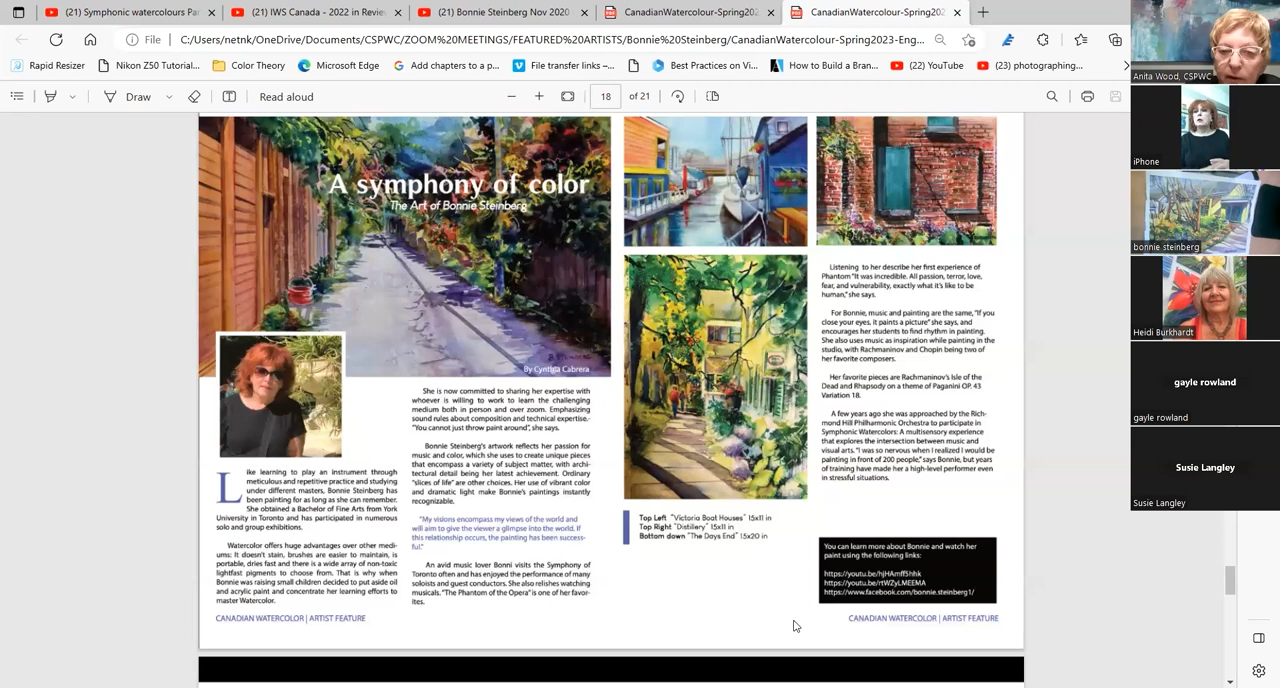 (21) Symphonic watercolours Pa
(21) IWS Canada - 2022 in Review
(21) Bonnie Steinberg Nov 2020
CanadianWatercolour-Spring202
CanadianWatercolour-Spring202
File
C:/Users/netnk/OneDrive/Documents/CSPWC/ZOOM%20MEETINGS/FEATURED%20ARTISTS/Bonnie%20Steinberg/CanadianWatercolour-Spring2023-Eng...
Rapid Resizer
Nikon Z50 Tutorial...
Color Theory
Microsoft Edge
Add chapters to a p...
File transfer links –...
Best Practices on Vi...
How to Build a Bran...
(22) YouTube
(23) photographing...
Draw
Read aloud
18
of 21
A symphony of color
The Art of Bonnie Steinberg
By Cynthia Cabrera
Like learning to play an instrument through
meticulous and repetitive practice and studying
under different masters, Bonnie Steinberg has
been painting for as long as she can remember.
She obtained a Bachelor of Fine Arts from York
University in Toronto and has participated in numerous
solo and group exhibitions.
Watercolor offers huge advantages over other medi-
ums: It doesn't stain, brushes are easier to maintain, is
portable, dries fast and there is a wide array of non-toxic
lightfast pigments to choose from. That is why when
Bonnie was raising small children decided to put aside oil
and acrylic paint and concentrate her learning efforts to
master Watercolor.
CANADIAN WATERCOLOR | ARTIST FEATURE
She is now committed to sharing her expertise with
whoever is willing to work to learn the challenging
medium both in person and over zoom. Emphasizing
sound rules about composition and technical expertise.-
"You cannot just throw paint around", she says.
Bonnie Steinberg's artwork reflects her passion for
music and color, which she uses to create unique pieces
that encompass a variety of subject matter, with archi-
tectural detail being her latest achievement. Ordinary
"slices of life" are other choices. Her use of vibrant color
and dramatic light make Bonnie's paintings instantly
recognizable.
"My visions encompass my views of the world and
will aim to give the viewer a glimpse into the world. If
this relationship occurs, the painting has been success-
ful."
An avid music lover Bonni visits the Symphony of
Toronto often and has enjoyed the performance of many
soloists and guest conductors. She also relishes watching
musicals. "The Phantom of the Opera" is one of her favor-
ites.
Top Left "Victoria Boat Houses" 15x11 in
Top Right "Distillery" 15x11 in
Bottom down "The Days End" 15x20 in
Listening to her describe her first experience of
Phantom "It was incredible. All passion, terror, love,
fear, and vulnerability, exactly what it's like to be
human," she says.
For Bonnie, music and painting are the same, "If you
close your eyes, it paints a picture" she says, and
encourages her students to find rhythm in painting.
She also uses music as inspiration while painting in the
studio, with Rachmaninov and Chopin being two of
her favorite composers.
Her favorite pieces are Rachmaninov's Isle of the
Dead and Rhapsody on a theme of Paganini OP. 43
Variation 18.
A few years ago she was approached by the Rich-
mond Hill Philharmonic Orchestra to participate in
Symphonic Watercolors: A multisensory experience
that explores the intersection between music and
visual arts. "I was so nervous when I realized I would be
painting in front of 200 people," says Bonnie, but years
of training have made her a high-level performer even
in stressful situations.
You can learn more about Bonnie and watch her
paint using the following links:
https://youtu.be/hjHAmff5hhk
https://youtu.be/rtWZyLMEEMA
https://www.facebook.com/bonnie.steinberg1/
CANADIAN WATERCOLOR | ARTIST FEATURE
Anita Wood, CSPWC
iPhone
bonnie steinberg
Heidi Burkhardt
gayle rowland
gayle rowland
Susie Langley
Susie Langley